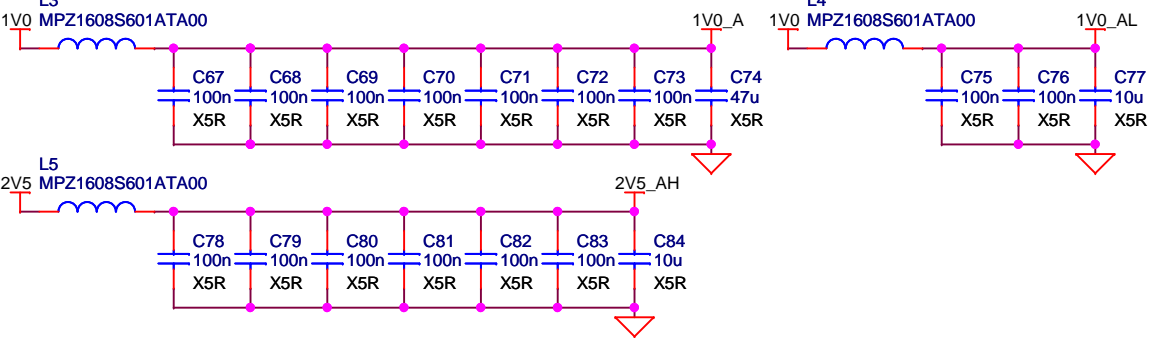 L3
1V0 MPZ1608S601ATA00
1V0_A
C67 C68 C69 C70 C71 C72 C73 C74
100n 100n 100n 100n 100n 100n 100n 47u
X5R X5R X5R X5R X5R X5R X5R X5R
L4
1V0 MPZ1608S601ATA00
1V0_AL
C75 C76 C77
100n 100n 10u
X5R X5R X5R
L5
2V5 MPZ1608S601ATA00
2V5_AH
C78 C79 C80 C81 C82 C83 C84
100n 100n 100n 100n 100n 100n 10u
X5R X5R X5R X5R X5R X5R X5R